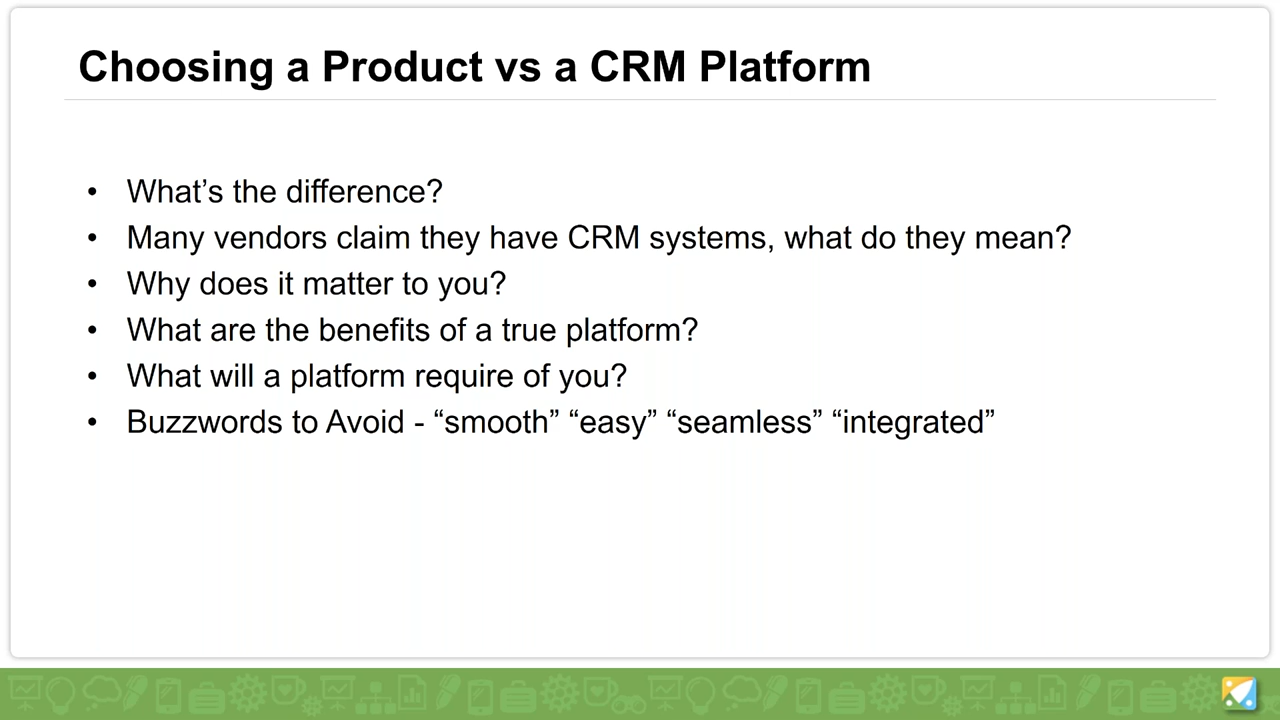 Choosing a Product vs a CRM Platform
• What’s the difference?
• Many vendors claim they have CRM systems, what do they mean?
• Why does it matter to you?
• What are the benefits of a true platform?
• What will a platform require of you?
• Buzzwords to Avoid - “smooth” “easy” “seamless” “integrated”